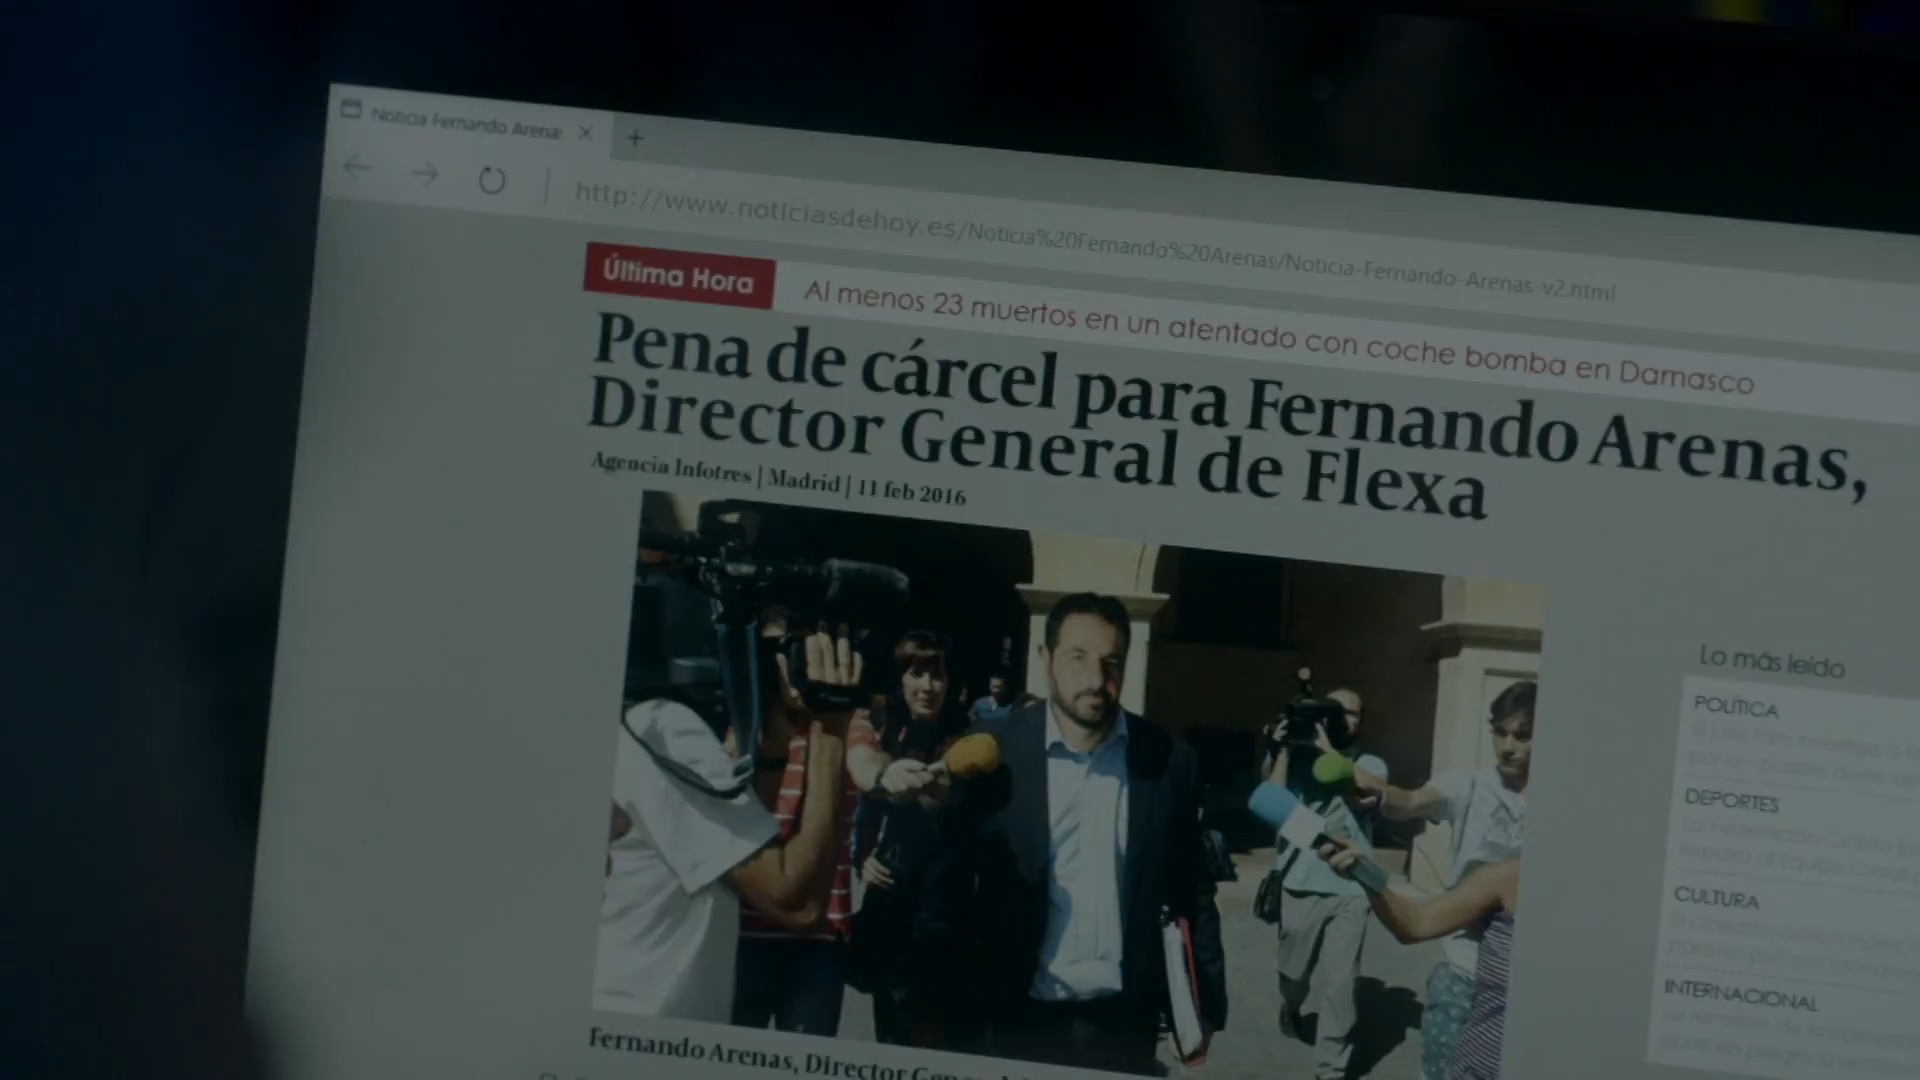 Noticia Fernando Arenas
http://www.noticiasdehoy.es/Noticia%20Fernando%20Arenas/Noticia-Fernando-Arenas-v2.html
Última Hora
Al menos 23 muertos en un atentado con coche bomba en Damasco
Pena de cárcel para Fernando Arenas,
Director General de Flexa
Agencia Infotres | Madrid | 11 feb 2016
Lo más leído
POLÍTICA
DEPORTES
CULTURA
INTERNACIONAL
Fernando Arenas, Director